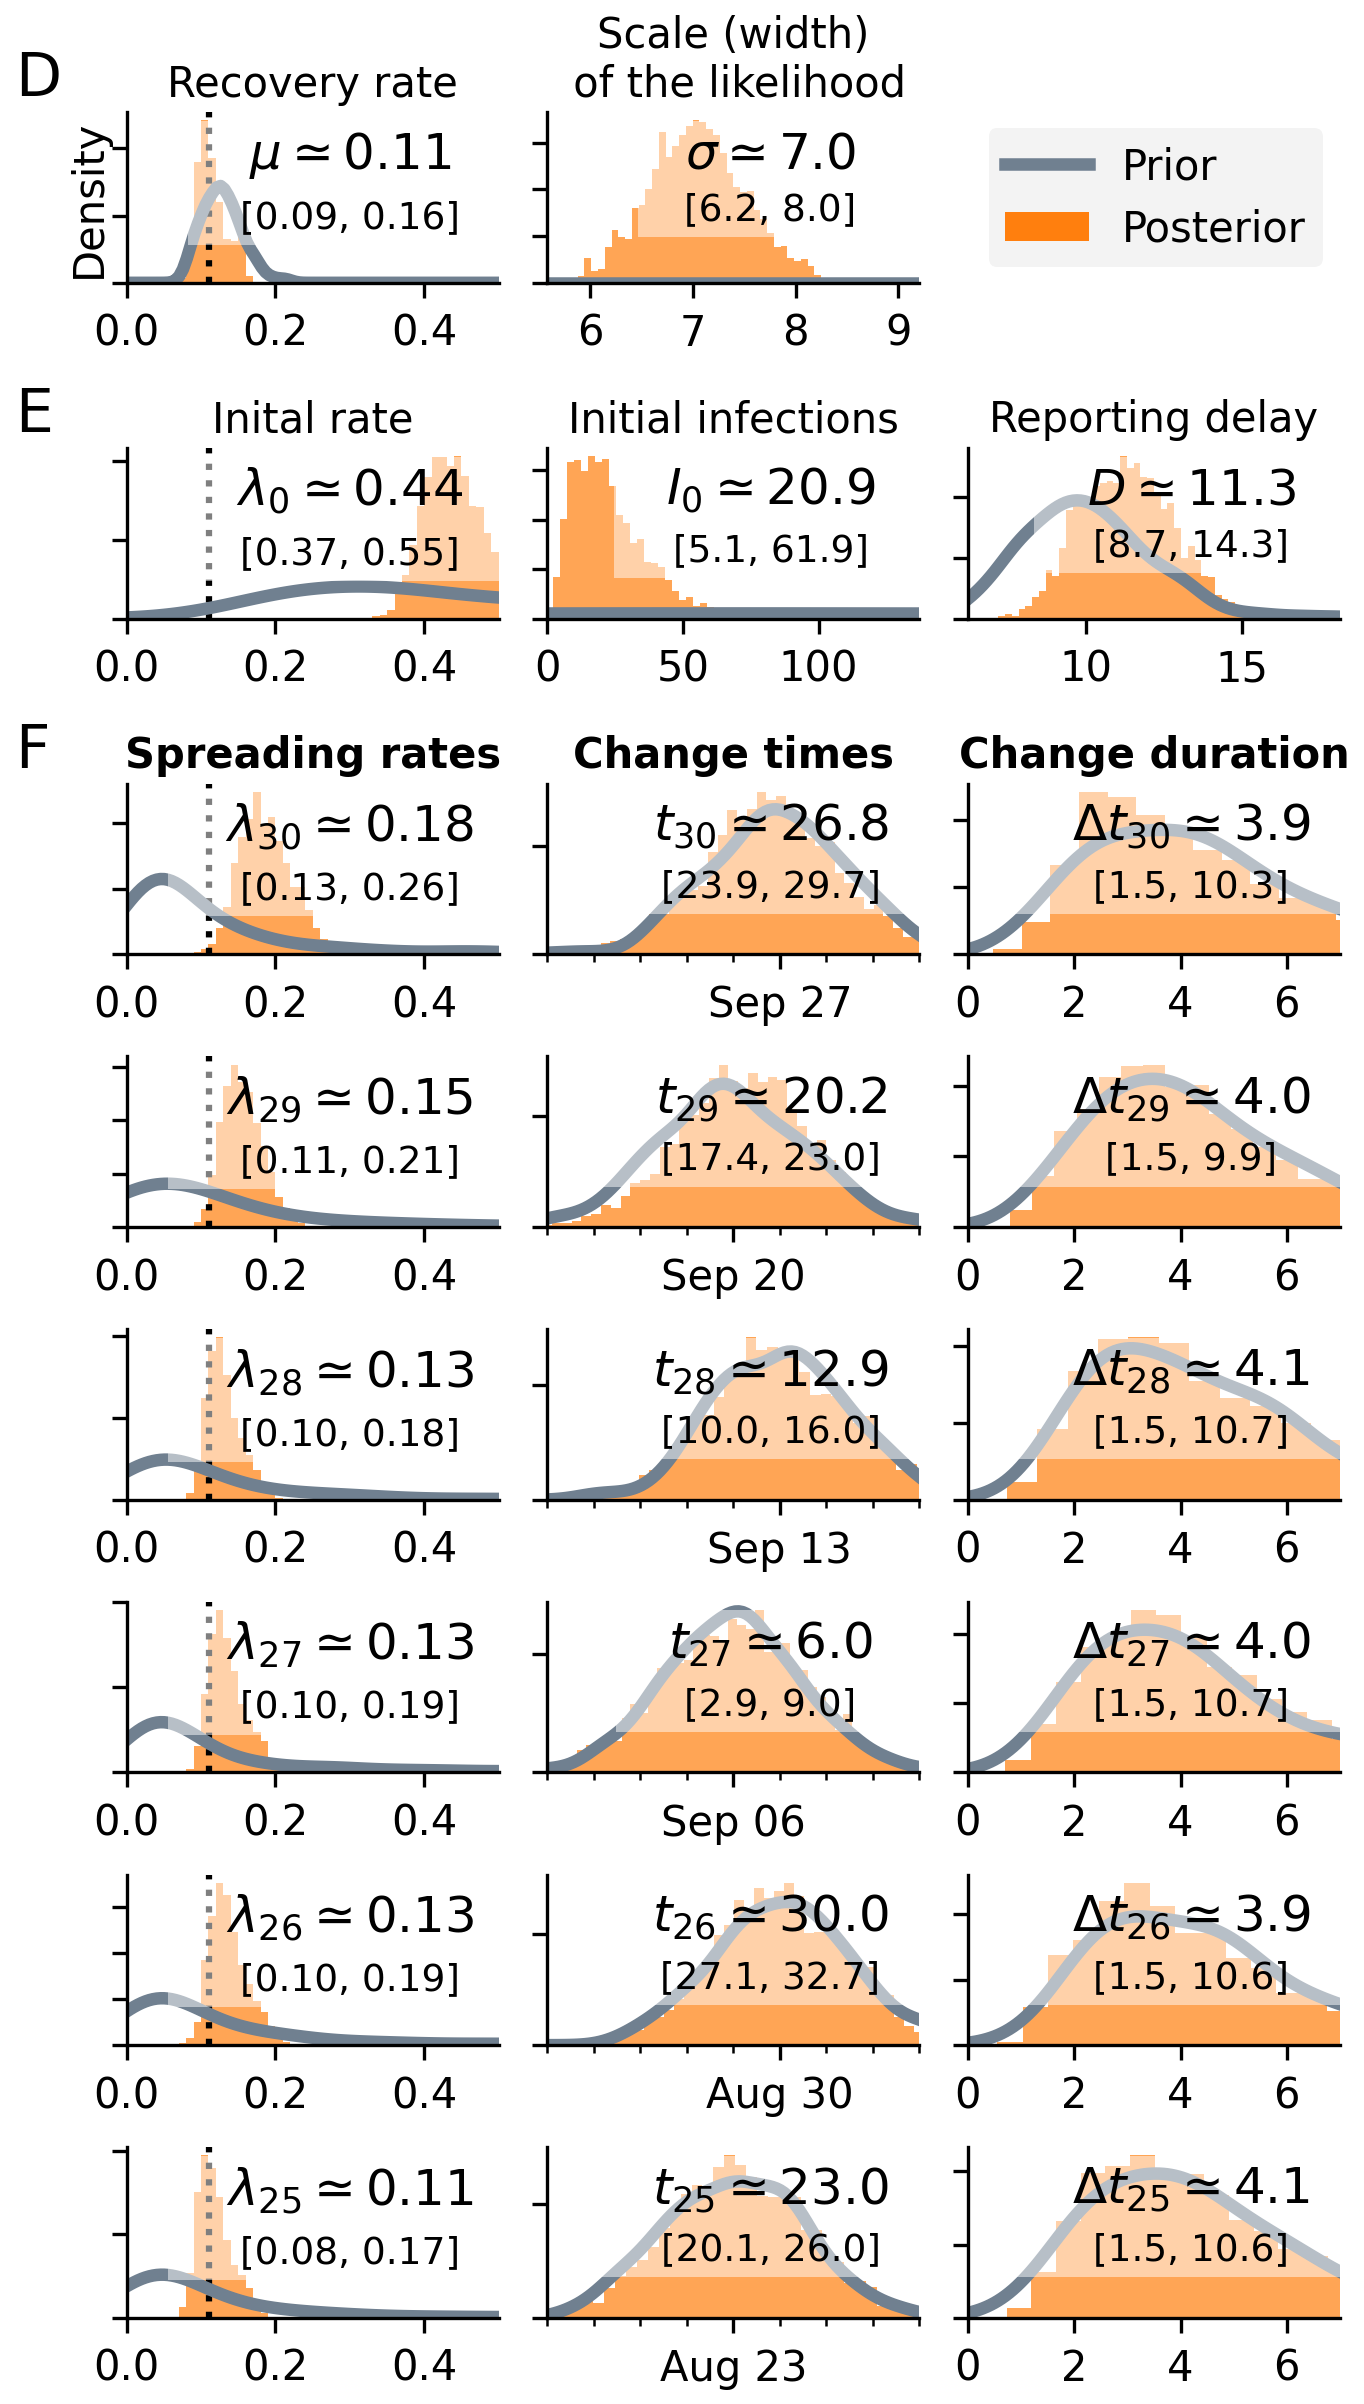 D
Recovery rate
Scale (width)
of the likelihood
Density
μ ≃ 0.11
[0.09, 0.16]
σ ≃ 7.0
[6.2, 8.0]
Prior
Posterior
0.0 0.2 0.4
6 7 8 9
E
Inital rate
Initial infections
Reporting delay
λ0 ≃ 0.44
[0.37, 0.55]
I0 ≃ 20.9
[5.1, 61.9]
D ≃ 11.3
[8.7, 14.3]
0.0 0.2 0.4
0 50 100
10 15
F
Spreading rates
Change times
Change duration
λ30 ≃ 0.18
[0.13, 0.26]
t30 ≃ 26.8
[23.9, 29.7]
Δt30 ≃ 3.9
[1.5, 10.3]
0.0 0.2 0.4
Sep 27
0 2 4 6
λ29 ≃ 0.15
[0.11, 0.21]
t29 ≃ 20.2
[17.4, 23.0]
Δt29 ≃ 4.0
[1.5, 9.9]
0.0 0.2 0.4
Sep 20
0 2 4 6
λ28 ≃ 0.13
[0.10, 0.18]
t28 ≃ 12.9
[10.0, 16.0]
Δt28 ≃ 4.1
[1.5, 10.7]
0.0 0.2 0.4
Sep 13
0 2 4 6
λ27 ≃ 0.13
[0.10, 0.19]
t27 ≃ 6.0
[2.9, 9.0]
Δt27 ≃ 4.0
[1.5, 10.7]
0.0 0.2 0.4
Sep 06
0 2 4 6
λ26 ≃ 0.13
[0.10, 0.19]
t26 ≃ 30.0
[27.1, 32.7]
Δt26 ≃ 3.9
[1.5, 10.6]
0.0 0.2 0.4
Aug 30
0 2 4 6
λ25 ≃ 0.11
[0.08, 0.17]
t25 ≃ 23.0
[20.1, 26.0]
Δt25 ≃ 4.1
[1.5, 10.6]
0.0 0.2 0.4
Aug 23
0 2 4 6